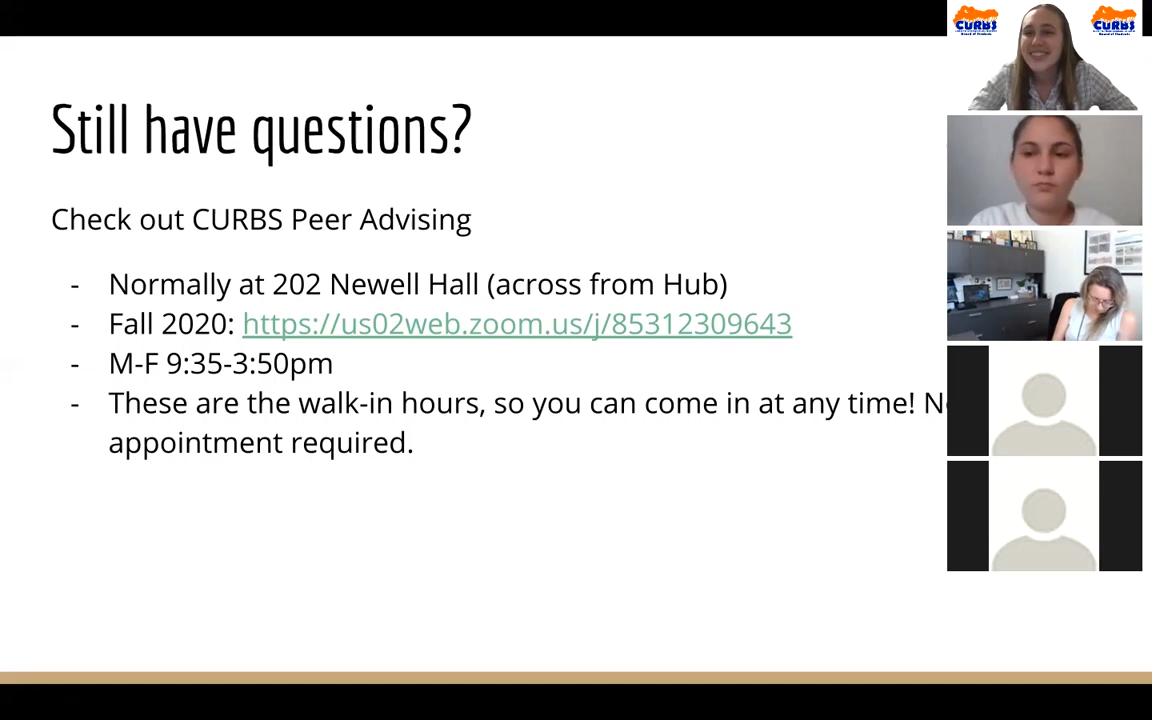 CURBS CURBS
Still have questions?
Check out CURBS Peer Advising
- Normally at 202 Newell Hall (across from Hub)
- Fall 2020: https://us02web.zoom.us/j/85312309643
- M-F 9:35-3:50pm
- These are the walk-in hours, so you can come in at any time!
appointment required.